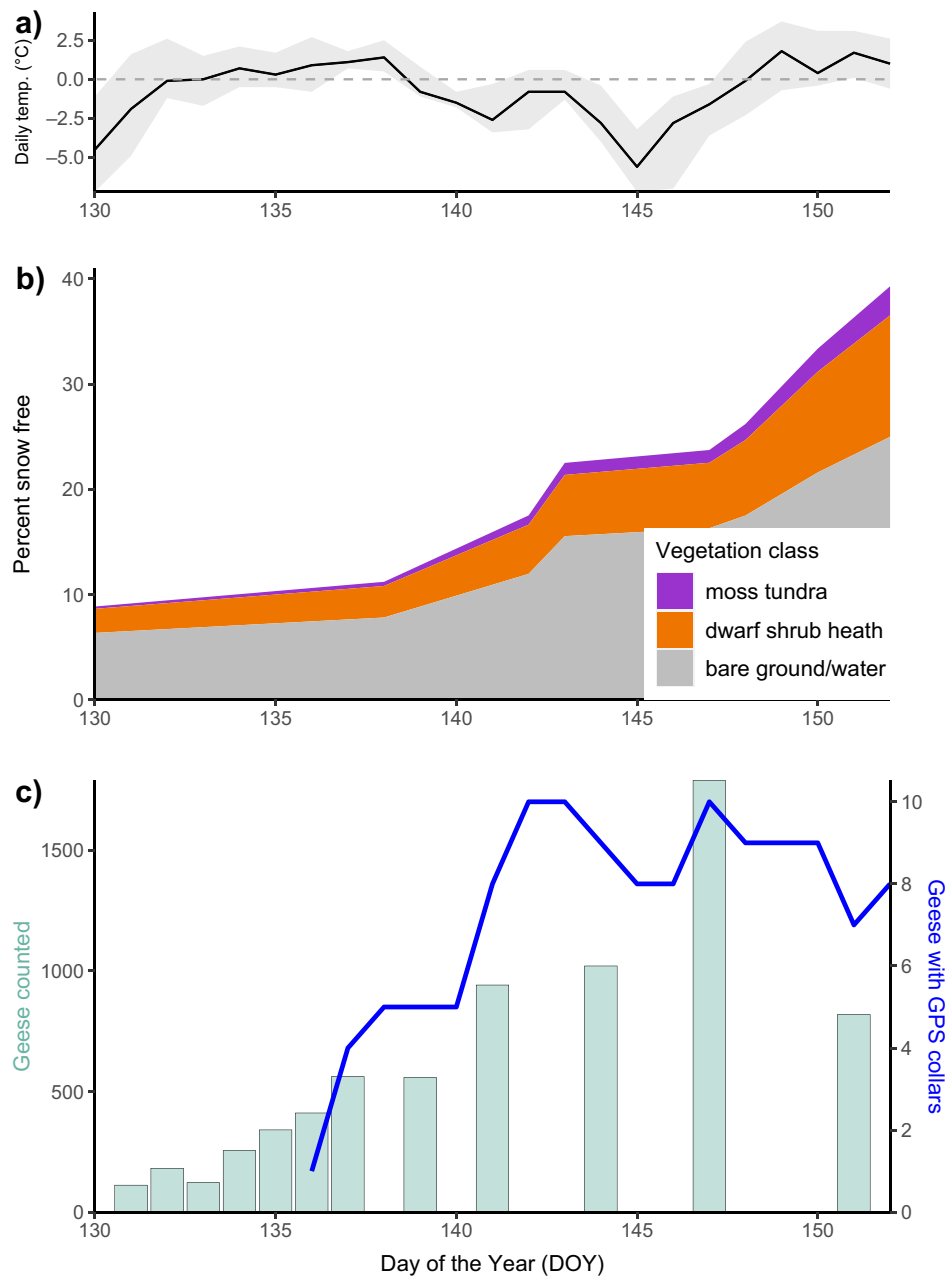 a)
Daily temp. (°C)
2.5
0.0
−2.5
−5.0
130 135 140 145 150
b)
Percent snow free
40
30
20
10
0
Vegetation class
moss tundra
dwarf shrub heath
bare ground/water
130 135 140 145 150
c)
Geese counted
1500
1000
500
0
10
8
6
4
2
0
Geese with GPS
collars
130 135 140 145 150
Day of the Year (DOY)